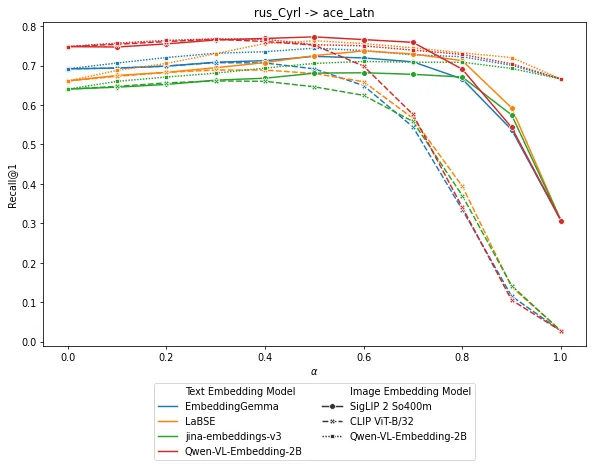 rus_Cyrl -> ace_Latn
Recall@1
0.8
0.7
0.6
0.5
0.4
0.3
0.2
0.1
0.0
0.0 0.2 0.4 0.6 0.8 1.0
α
Text Embedding Model
EmbeddingGemma
LaBSE
jina-embeddings-v3
Qwen-VL-Embedding-2B
Image Embedding Model
SigLIP 2 So400m
CLIP ViT-B/32
Qwen-VL-Embedding-2B